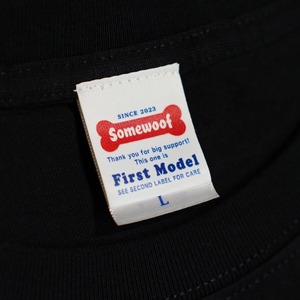 SINCE 2023
Somewoof
Thank you for big support!
This one is
First Model
SEE SECOND LABEL FOR CARE
L